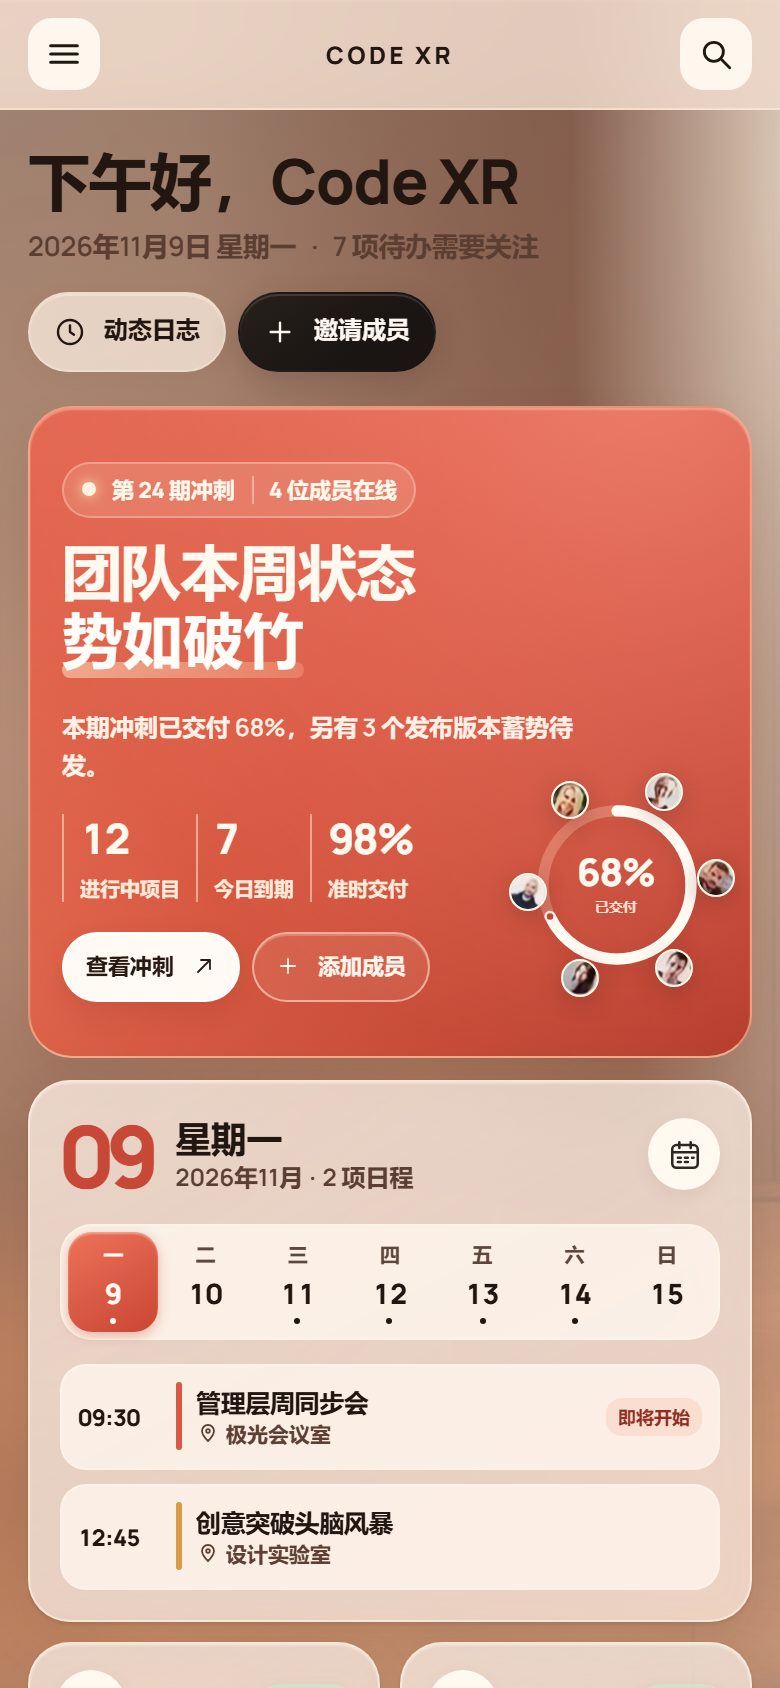 CODE XR
下午好，Code XR
2026年11月9日 星期一 · 7 项待办需要关注
动态日志
邀请成员
第 24 期冲刺
4 位成员在线
团队本周状态
势如破竹
本期冲刺已交付 68%，另有 3 个发布版本蓄势待
发。
12
进行中项目
7
今日到期
98%
准时交付
68%
已交付
查看冲刺
添加成员
09
星期一
2026年11月 · 2 项日程
一 二 三 四 五 六 日
9 10 11 12 13 14 15
09:30
管理层周同步会
极光会议室
即将开始
12:45
创意突破头脑风暴
设计实验室